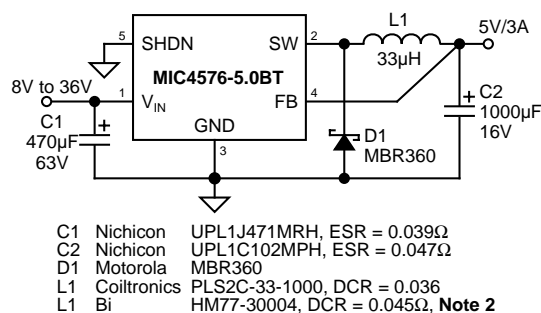 L1
5V/3A
5
SHDN
SW
2
33µH
MIC4576-5.0BT
8V to 36V
1
VIN
FB
4
C1
470µF
63V
GND
3
D1
MBR360
C2
1000µF
16V
C1 Nichicon UPL1J471MRH, ESR = 0.039Ω
C2 Nichicon UPL1C102MPH, ESR = 0.047Ω
D1 Motorola MBR360
L1 Coiltronics PLS2C-33-1000, DCR = 0.036
L1 Bi HM77-30004, DCR = 0.045Ω, Note 2